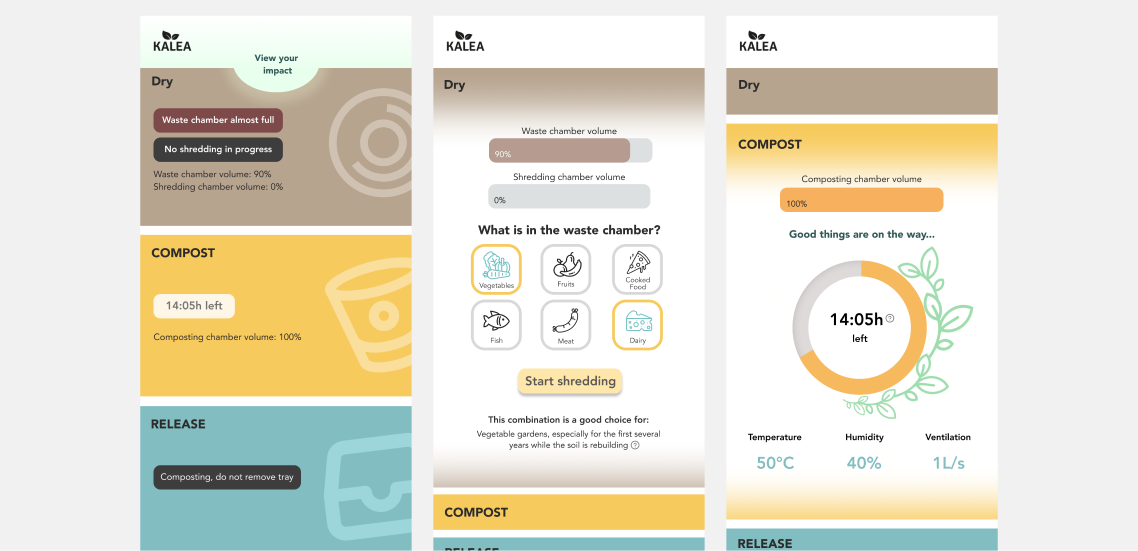 KALEA
View your
impact
Dry
Waste chamber almost full
No shredding in progress
Waste chamber volume: 90%
Shredding chamber volume: 0%
COMPOST
14:05h left
Composting chamber volume: 100%
RELEASE
Composting, do not remove tray
KALEA
Dry
Waste chamber volume
90%
Shredding chamber volume
0%
What is in the waste chamber?
Vegetables
Fruits
Cooked
Food
Fish
Meat
Dairy
Start shredding
This combination is a good choice for:
Vegetable gardens, especially for the first several
years while the soil is rebuilding ?
COMPOST
RELEASE
KALEA
Dry
COMPOST
Composting chamber volume
100%
Good things are on the way...
14:05h ?
left
Temperature Humidity Ventilation
50°C 40% 1L/s
RELEASE